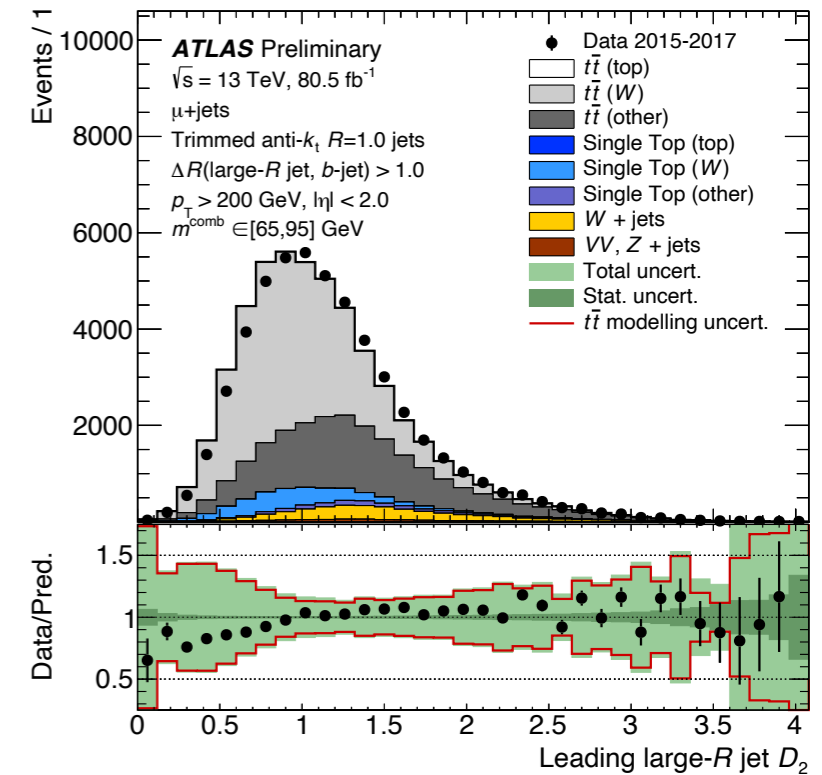 Events / 1
10000
8000
6000
4000
2000
ATLAS Preliminary
√s = 13 TeV, 80.5 fb⁻¹
μ+jets
Trimmed anti-kₜ R=1.0 jets
ΔR(large-R jet, b-jet) > 1.0
p_T > 200 GeV, |η| < 2.0
m^comb ∈[65,95] GeV
Data 2015-2017
tt̄ (top)
tt̄ (W)
tt̄ (other)
Single Top (top)
Single Top (W)
Single Top (other)
W + jets
VV, Z + jets
Total uncert.
Stat. uncert.
tt̄ modelling uncert.
Data/Pred.
1.5
1
0.5
0 0.5 1 1.5 2 2.5 3 3.5 4
Leading large-R jet D₂